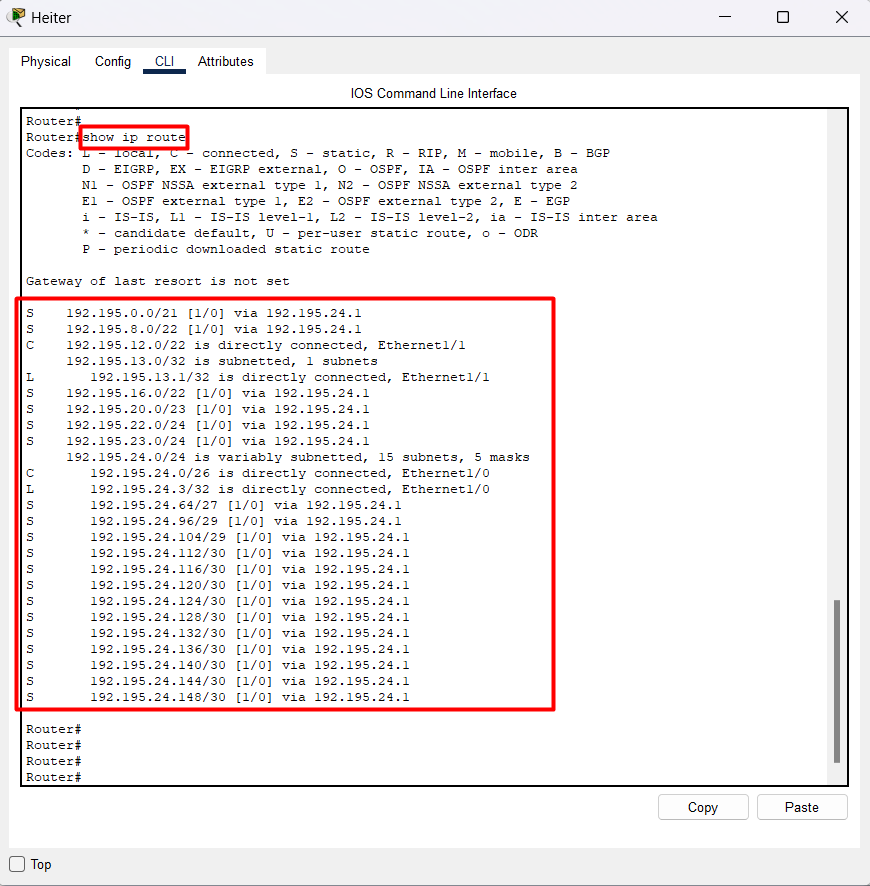 Heiter
Physical Config CLI Attributes
IOS Command Line Interface
Router#
Router#show ip route
Codes: L - local, C - connected, S - static, R - RIP, M - mobile, B - BGP
D - EIGRP, EX - EIGRP external, O - OSPF, IA - OSPF inter area
N1 - OSPF NSSA external type 1, N2 - OSPF NSSA external type 2
E1 - OSPF external type 1, E2 - OSPF external type 2, E - EGP
i - IS-IS, L1 - IS-IS level-1, L2 - IS-IS level-2, ia - IS-IS inter area
* - candidate default, U - per-user static route, o - ODR
P - periodic downloaded static route
Gateway of last resort is not set
S 192.195.0.0/21 [1/0] via 192.195.24.1
S 192.195.8.0/22 [1/0] via 192.195.24.1
C 192.195.12.0/22 is directly connected, Ethernet1/1
192.195.13.0/32 is subnetted, 1 subnets
L 192.195.13.1/32 is directly connected, Ethernet1/1
S 192.195.16.0/22 [1/0] via 192.195.24.1
S 192.195.20.0/23 [1/0] via 192.195.24.1
S 192.195.22.0/24 [1/0] via 192.195.24.1
S 192.195.23.0/24 [1/0] via 192.195.24.1
192.195.24.0/24 is variably subnetted, 15 subnets, 5 masks
C 192.195.24.0/26 is directly connected, Ethernet1/0
L 192.195.24.3/32 is directly connected, Ethernet1/0
S 192.195.24.64/27 [1/0] via 192.195.24.1
S 192.195.24.96/29 [1/0] via 192.195.24.1
S 192.195.24.104/29 [1/0] via 192.195.24.1
S 192.195.24.112/30 [1/0] via 192.195.24.1
S 192.195.24.116/30 [1/0] via 192.195.24.1
S 192.195.24.120/30 [1/0] via 192.195.24.1
S 192.195.24.124/30 [1/0] via 192.195.24.1
S 192.195.24.128/30 [1/0] via 192.195.24.1
S 192.195.24.132/30 [1/0] via 192.195.24.1
S 192.195.24.136/30 [1/0] via 192.195.24.1
S 192.195.24.140/30 [1/0] via 192.195.24.1
S 192.195.24.144/30 [1/0] via 192.195.24.1
S 192.195.24.148/30 [1/0] via 192.195.24.1
Router#
Router#
Router#
Router#
Copy Paste
Top